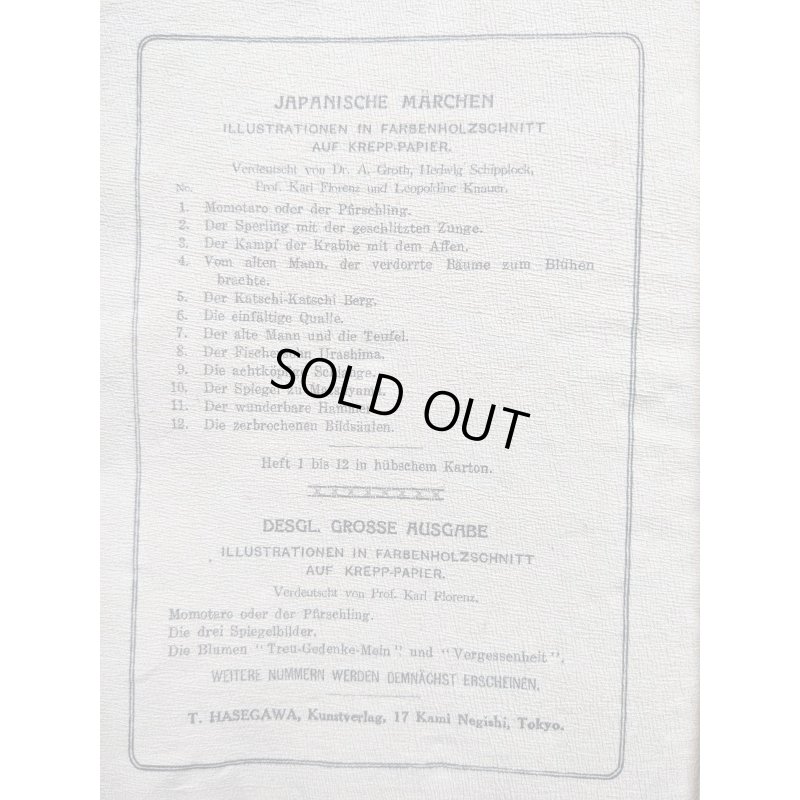 JAPANISCHE MÄRCHEN
ILLUSTRATIONEN IN FARBENHOLZSCHNITT
AUF KREPP-PAPIER.
Verdeutscht von Dr. A. Groth, Hedwig Schipplock,
No. Prof. Karl Florenz und Leopoldine Knauer.
1. Momotaro oder der Pfirschling.
2. Der Sperling mit der geschlitzten Zunge.
3. Der Kampf der Krabbe mit dem Affen.
4. Vom alten Mann, der verdorrte Bäume zum Blühen
brachte.
5. Der Katschi-Katschi Berg.
6. Die einfältige Qualle.
7. Der alte Mann und die Teufel.
8. Der Fischer Urashima.
9. Die
10. Der Spiegel
11. Der wunderbare
12. Die zerbrochenen Bildsäulen.
SOLD OUT
Heft 1 bis 12 in hübschem Karton.
DESGL. GROSSE AUSGABE
ILLUSTRATIONEN IN FARBENHOLZSCHNITT
AUF KREPP-PAPIER.
Verdeutscht von Prof. Karl Florenz.
Momotaro oder der Pfirschling.
Die drei Spiegelbilder.
Die Blumen "Treu-Gedenke-Mein" und "Vergessenheit".
WEITERE NUMMERN WERDEN DEMNÄCHST ERSCHEINEN.
T. HASEGAWA, Kunstverlag, 17 Kami Negishi, Tokyo.